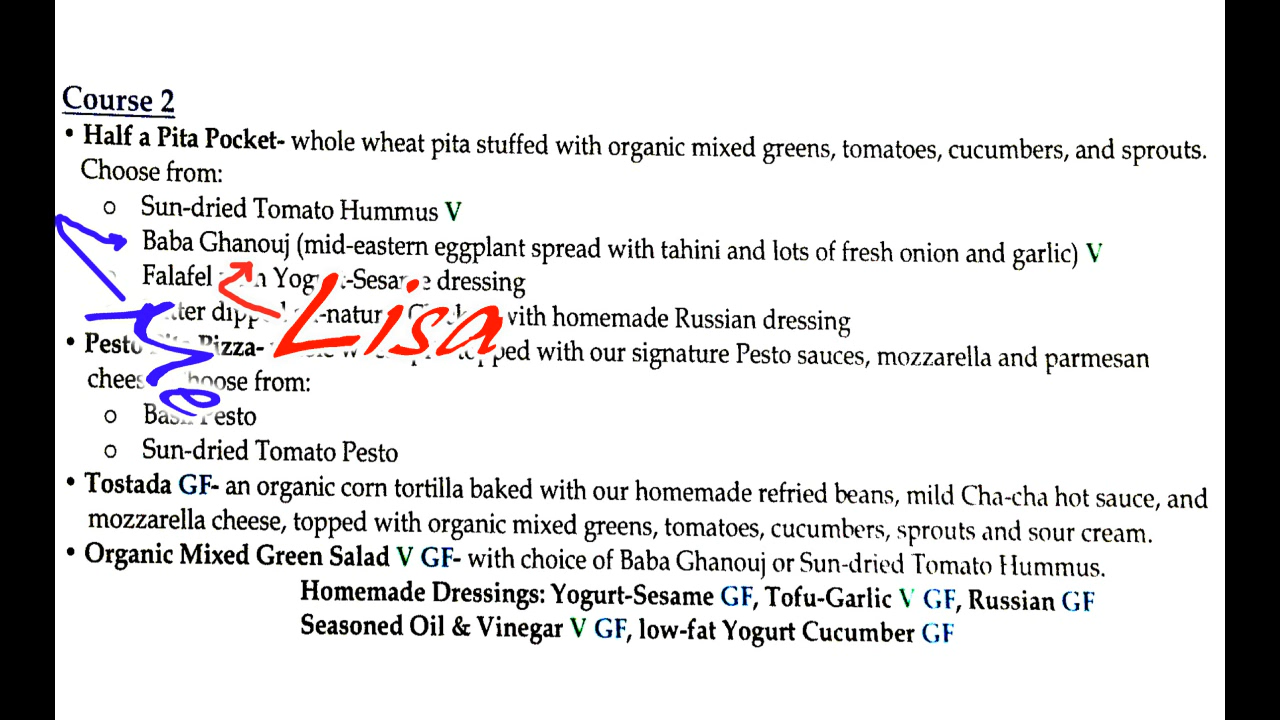 Course 2
• Half a Pita Pocket- whole wheat pita stuffed with organic mixed greens, tomatoes, cucumbers, and sprouts.
Choose from:
o Sun-dried Tomato Hummus V
Baba Ghanouj (mid-eastern eggplant spread with tahini and lots of fresh onion and garlic) V
Falafel Sesame dressing
Lisa
with homemade Russian dressing
• Pesto Pizza- topped with our signature Pesto sauces, mozzarella and parmesan
Choose from:
o Basil Pesto
o Sun-dried Tomato Pesto
• Tostada GF- an organic corn tortilla baked with our homemade refried beans, mild Cha-cha hot sauce, and
mozzarella cheese, topped with organic mixed greens, tomatoes, cucumbers, sprouts and sour cream.
• Organic Mixed Green Salad V GF- with choice of Baba Ghanouj or Sun-dried Tomato Hummus.
Homemade Dressings: Yogurt-Sesame GF, Tofu-Garlic V GF, Russian GF
Seasoned Oil & Vinegar V GF, low-fat Yogurt Cucumber GF